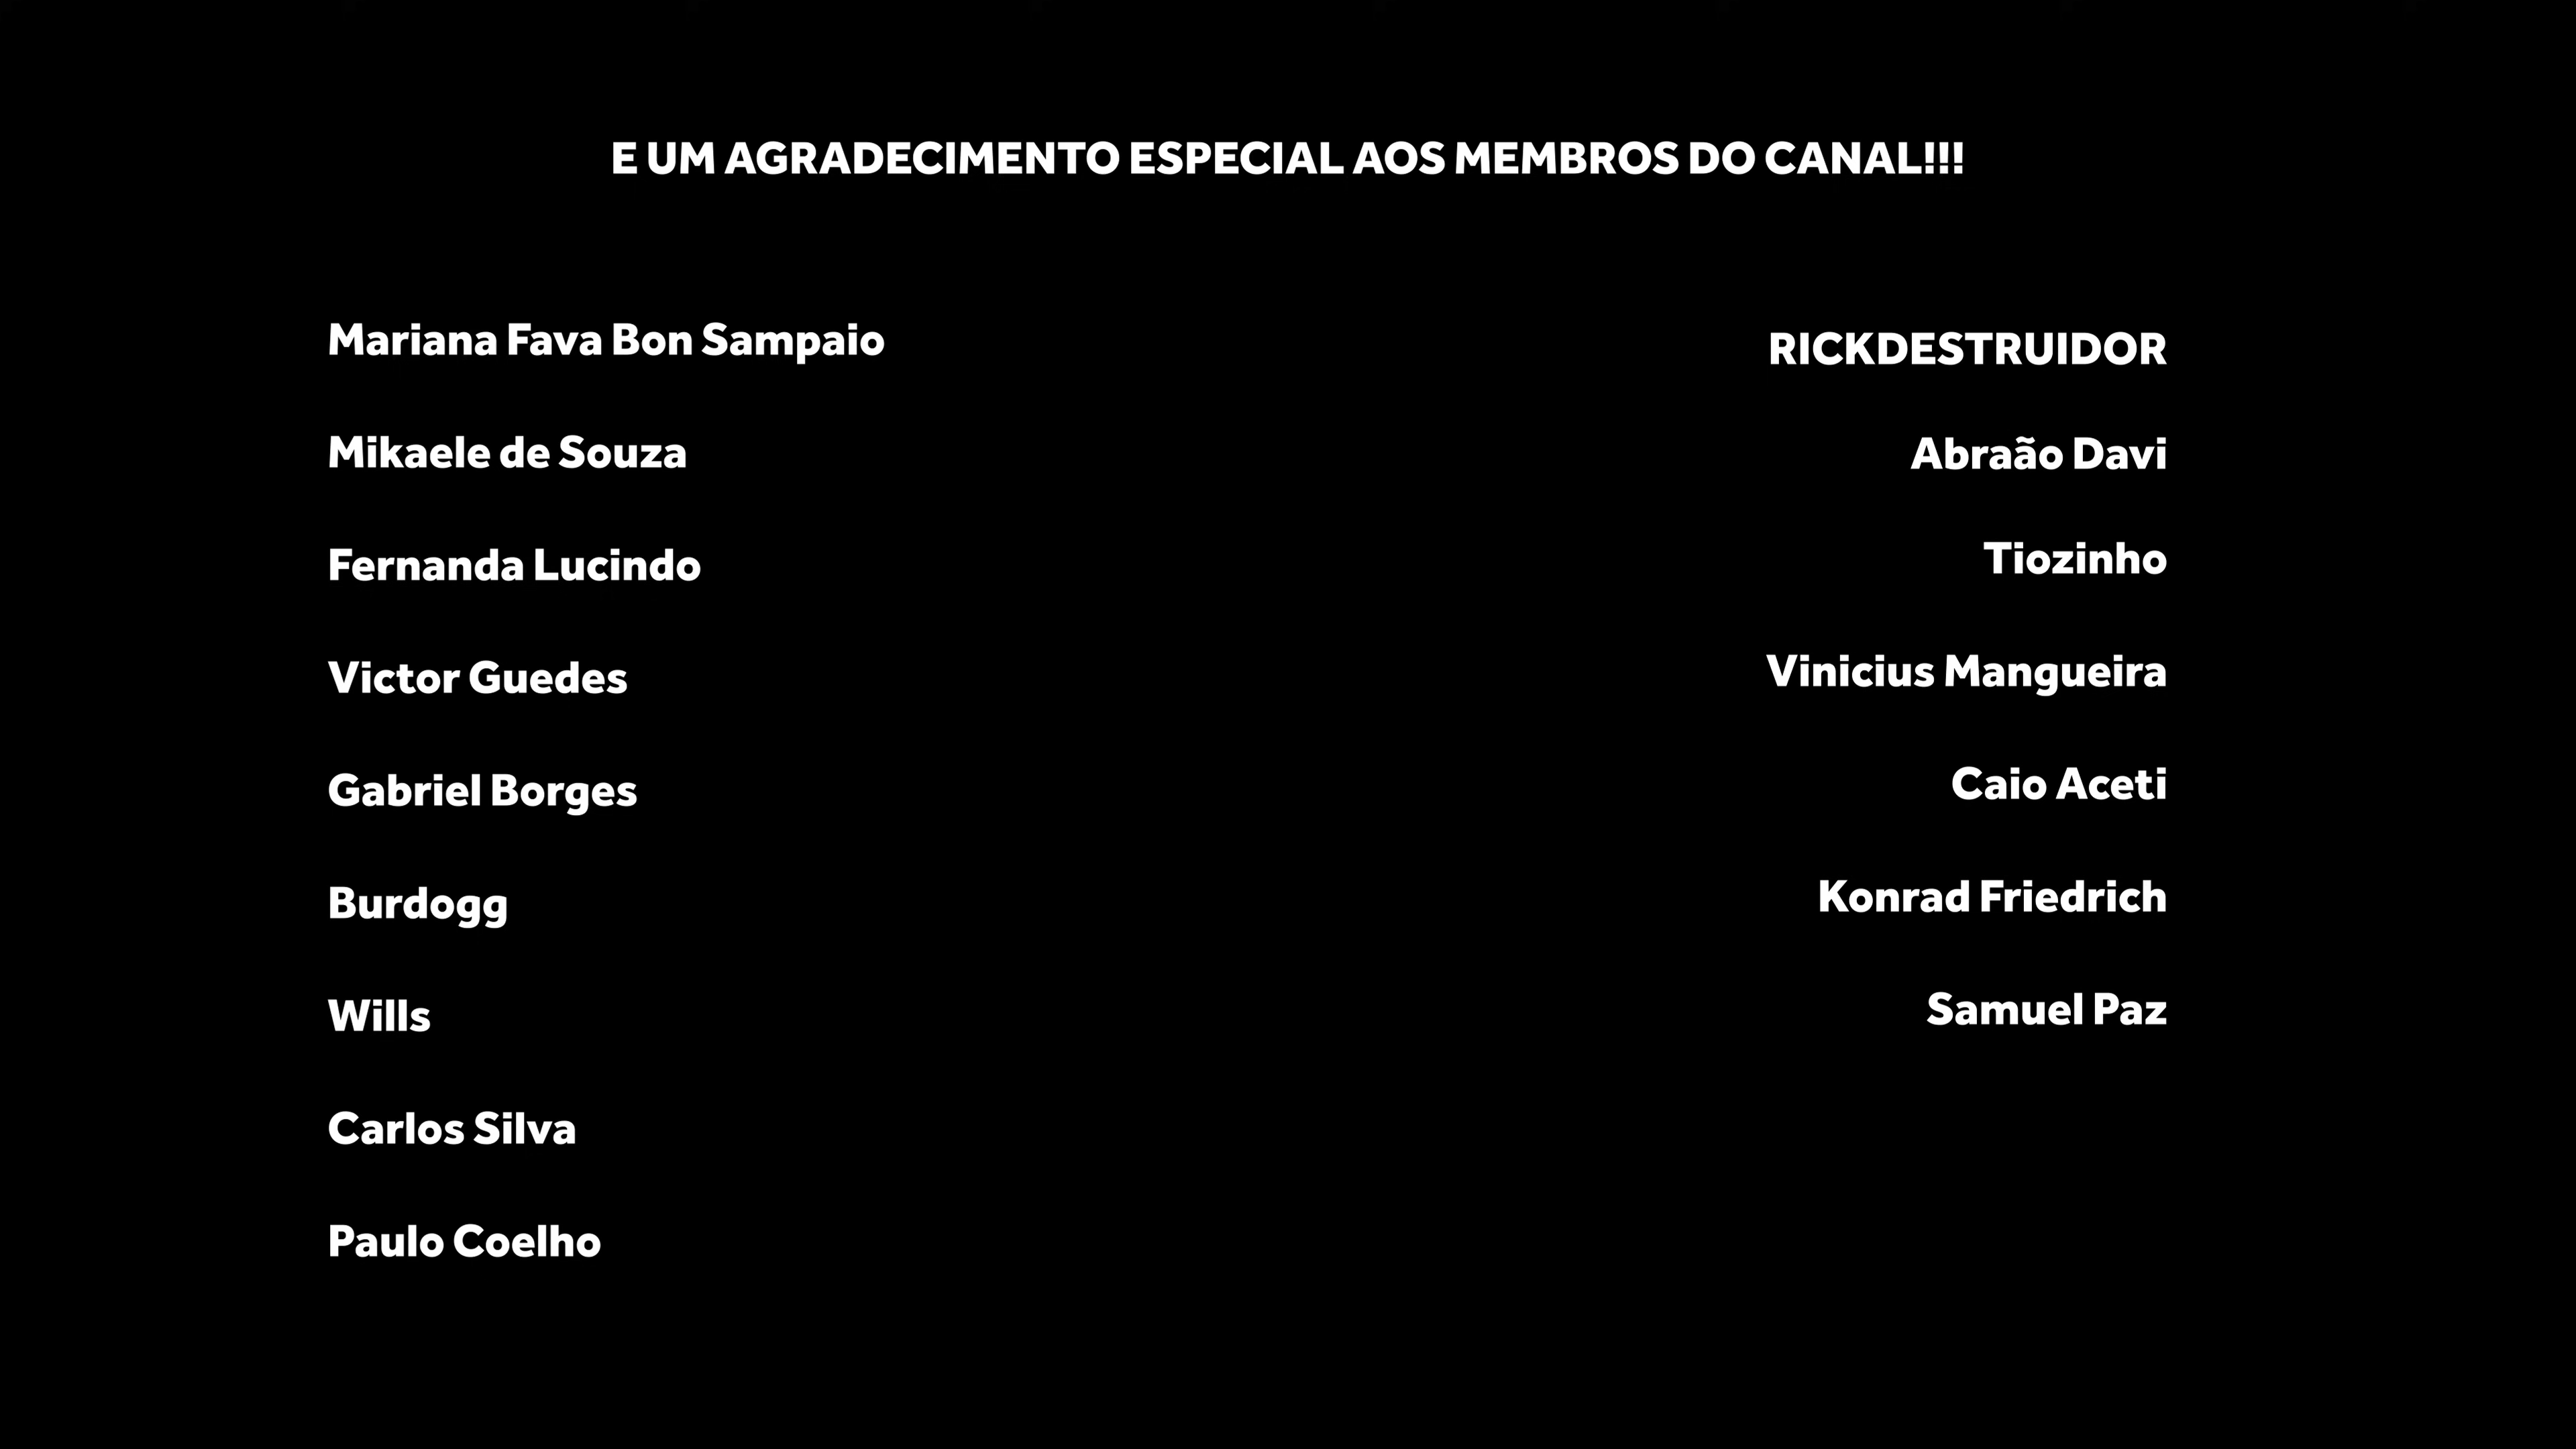 E UM AGRADECIMENTO ESPECIAL AOS MEMBROS DO CANAL!!!
Mariana Fava Bon Sampaio
Mikaele de Souza
Fernanda Lucindo
Victor Guedes
Gabriel Borges
Burdogg
Wills
Carlos Silva
Paulo Coelho
RICKDESTRUIDOR
Abraão Davi
Tiozinho
Vinicius Mangueira
Caio Aceti
Konrad Friedrich
Samuel Paz